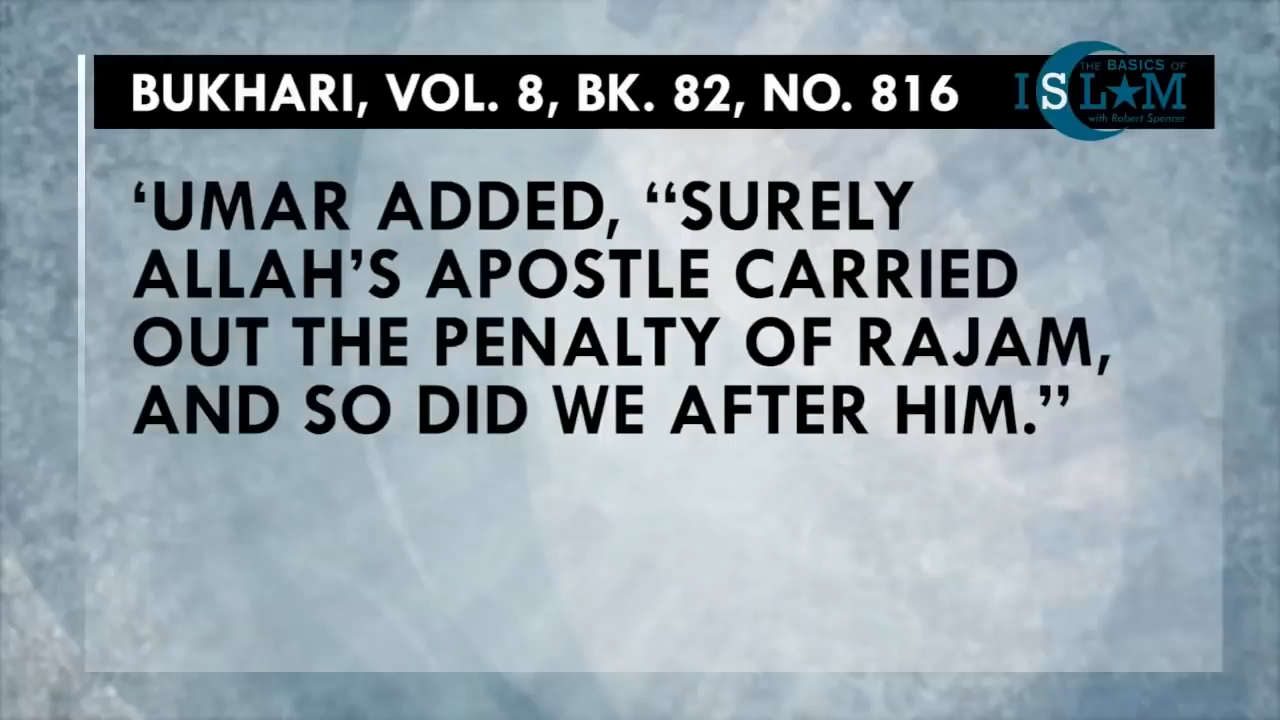 BUKHARI, VOL. 8, BK. 82, NO. 816
THE BASICS OF
ISLAM
with Robert Spencer
‘UMAR ADDED, “SURELY
ALLAH’S APOSTLE CARRIED
OUT THE PENALTY OF RAJAM,
AND SO DID WE AFTER HIM.”